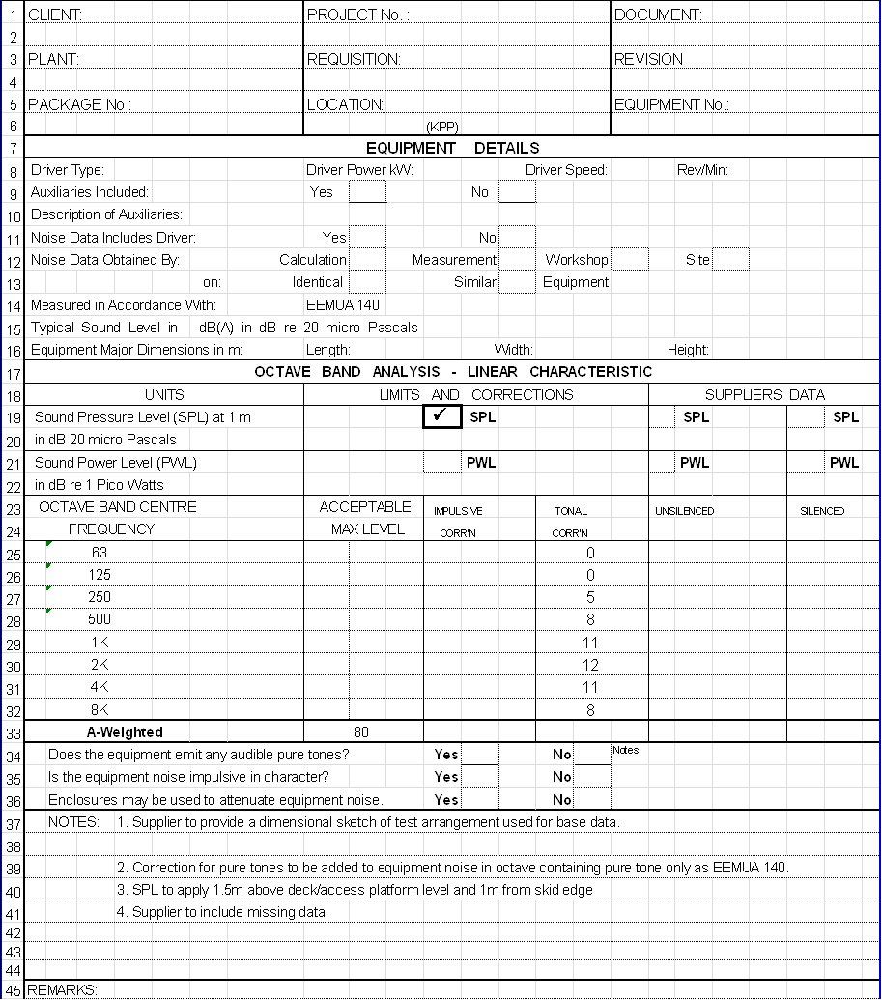 1 CLIENT: PROJECT No. : DOCUMENT:
2
3 PLANT: REQUISITION: REVISION
4
5 PACKAGE No : LOCATION: EQUIPMENT No.:
6 (KPP)
7 EQUIPMENT DETAILS
8 Driver Type: Driver Power kW: Driver Speed: Rev/Min:
9 Auxiliaries Included: Yes No
10 Description of Auxiliaries:
11 Noise Data Includes Driver: Yes No
12 Noise Data Obtained By: Calculation Measurement Workshop Site
13 on: Identical Similar Equipment
14 Measured in Accordance With: EEMUA 140
15 Typical Sound Level in dB(A) in dB re 20 micro Pascals
16 Equipment Major Dimensions in m: Length: Width: Height:
17 OCTAVE BAND ANALYSIS - LINEAR CHARACTERISTIC
18 UNITS LIMITS AND CORRECTIONS SUPPLIERS DATA
19 Sound Pressure Level (SPL) at 1 m ✓ SPL SPL SPL
20 in dB 20 micro Pascals
21 Sound Power Level (PWL) PWL PWL PWL
22 in dB re 1 Pico Watts
23 OCTAVE BAND CENTRE ACCEPTABLE IMPULSIVE TONAL UNSILENCED SILENCED
24 FREQUENCY MAX LEVEL CORR'N CORR'N
25 63 0
26 125 0
27 250 5
28 500 8
29 1K 11
30 2K 12
31 4K 11
32 8K 8
33 A-Weighted 80
34 Does the equipment emit any audible pure tones? Yes No Notes
35 Is the equipment noise impulsive in character? Yes No
36 Enclosures may be used to attenuate equipment noise. Yes No
37 NOTES: 1. Supplier to provide a dimensional sketch of test arrangement used for base data.
38
39 2. Correction for pure tones to be added to equipment noise in octave containing pure tone only as EEMUA 140.
40 3. SPL to apply 1.5m above deck/access platform level and 1m from skid edge
41 4. Supplier to include missing data.
42
43
44
45 REMARKS: